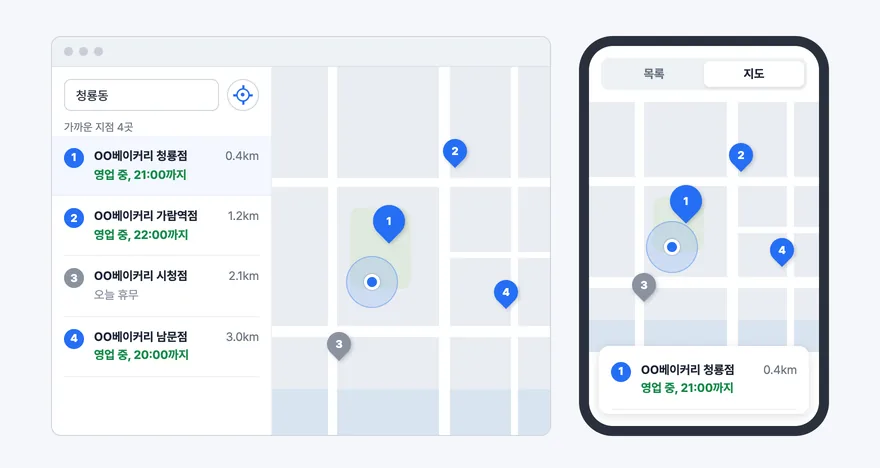 청룡동
가까운 지점 4곳
1 OO베이커리 청룡점 0.4km
영업 중, 21:00까지
2 OO베이커리 가람역점 1.2km
영업 중, 22:00까지
3 OO베이커리 시청점 2.1km
오늘 휴무
4 OO베이커리 남문점 3.0km
영업 중, 20:00까지
2
1
4
3
목록 지도
2
1
4
3
1 OO베이커리 청룡점 0.4km
영업 중, 21:00까지